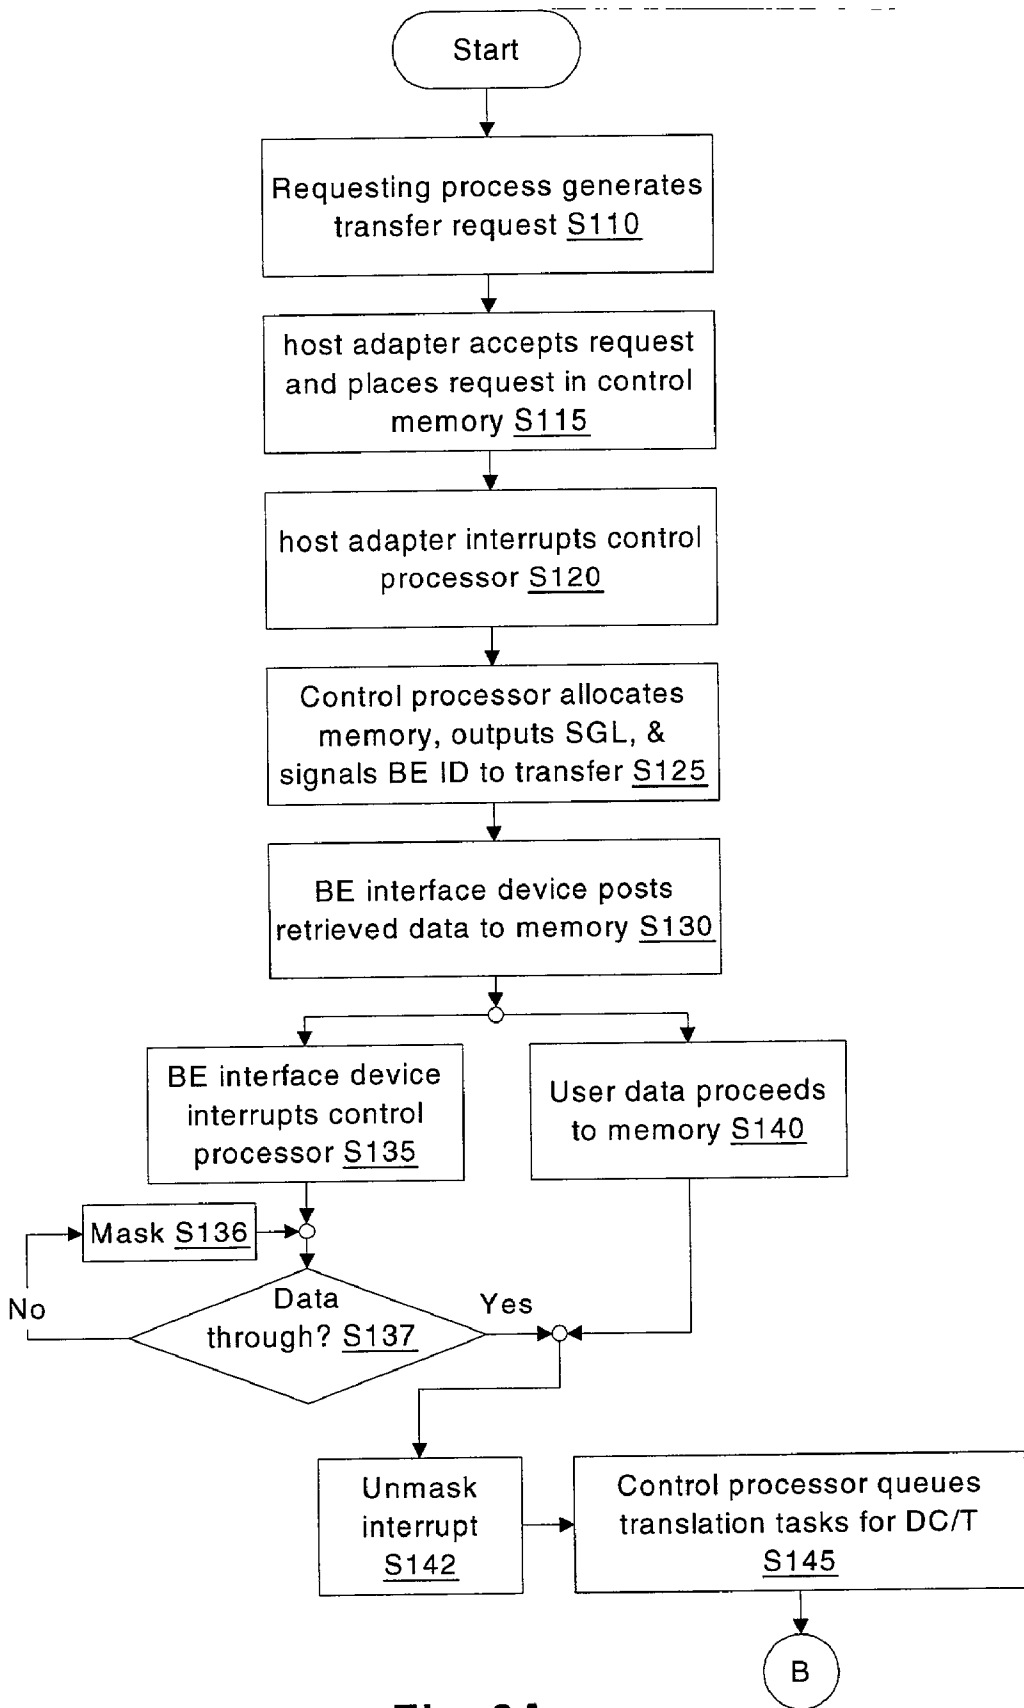 Start
Requesting process generates
transfer request S110
host adapter accepts request
and places request in control
memory S115
host adapter interrupts control
processor S120
Control processor allocates
memory, outputs SGL, &
signals BE ID to transfer S125
BE interface device posts
retrieved data to memory S130
BE interface device
interrupts control
processor S135
User data proceeds
to memory S140
Mask S136
No
Data
through? S137
Yes
Unmask
interrupt
S142
Control processor queues
translation tasks for DC/T
S145
B